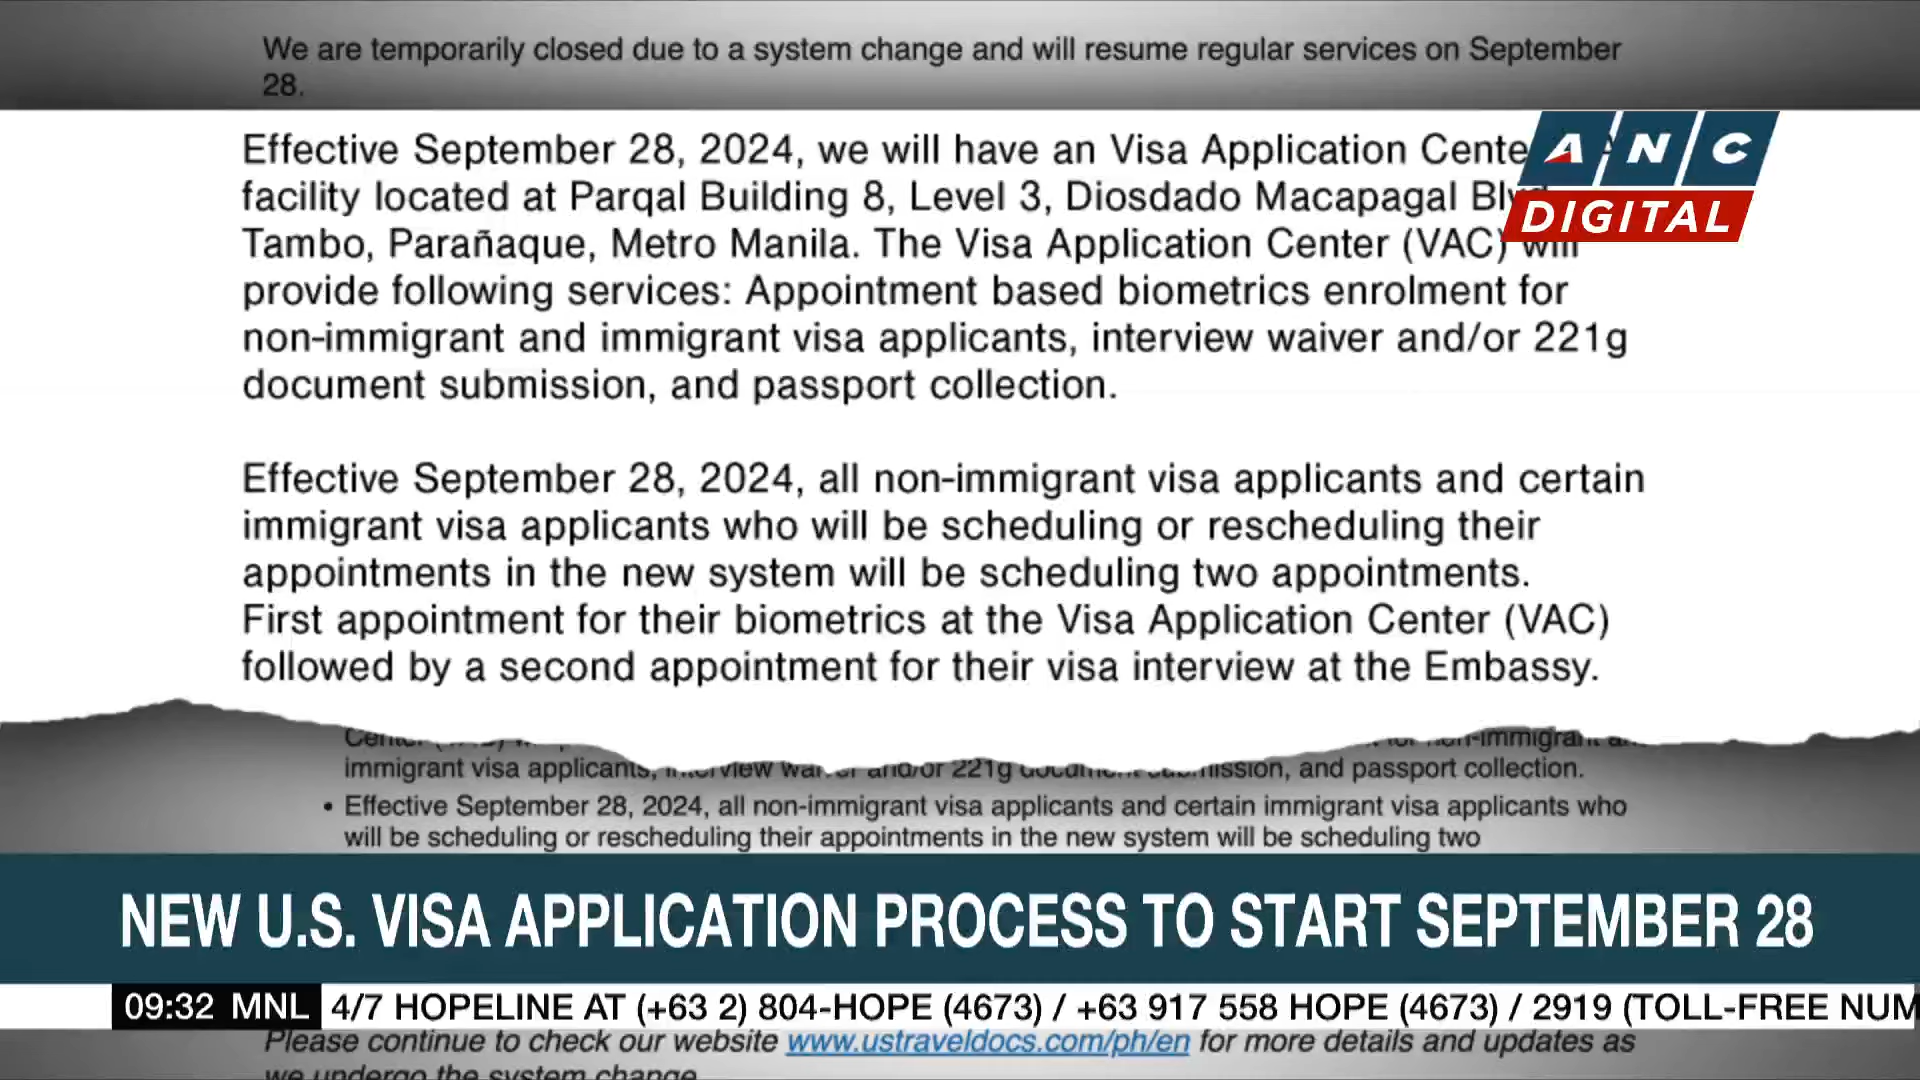 We are temporarily closed due to a system change and will resume regular services on September
28.
Effective September 28, 2024, we will have an Visa Application Cente
facility located at Parqal Building 8, Level 3, Diosdado Macapagal
Tambo, Parañaque, Metro Manila. The Visa Application Center (VAC) will
provide following services: Appointment based biometrics enrolment for
non-immigrant and immigrant visa applicants, interview waiver and/or 221g
document submission, and passport collection.
ANC
DIGITAL
Effective September 28, 2024, all non-immigrant visa applicants and certain
immigrant visa applicants who will be scheduling or rescheduling their
appointments in the new system will be scheduling two appointments.
First appointment for their biometrics at the Visa Application Center (VAC)
followed by a second appointment for their visa interview at the Embassy.
non-immigrant
immigrant visa applicants, interview waiver and/or 221g and passport collection.
• Effective September 28, 2024, all non-immigrant visa applicants and certain immigrant visa applicants who
will be scheduling or rescheduling their appointments in the new system will be scheduling two
NEW U.S. VISA APPLICATION PROCESS TO START SEPTEMBER 28
09:32 MNL 4/7 HOPELINE AT (+63 2) 804-HOPE (4673) / +63 917 558 HOPE (4673) / 2919 (TOLL-FREE NUM
Please continue to check our website www.ustraveldocs.com/ph/en for more details and updates as
we undergo the system change